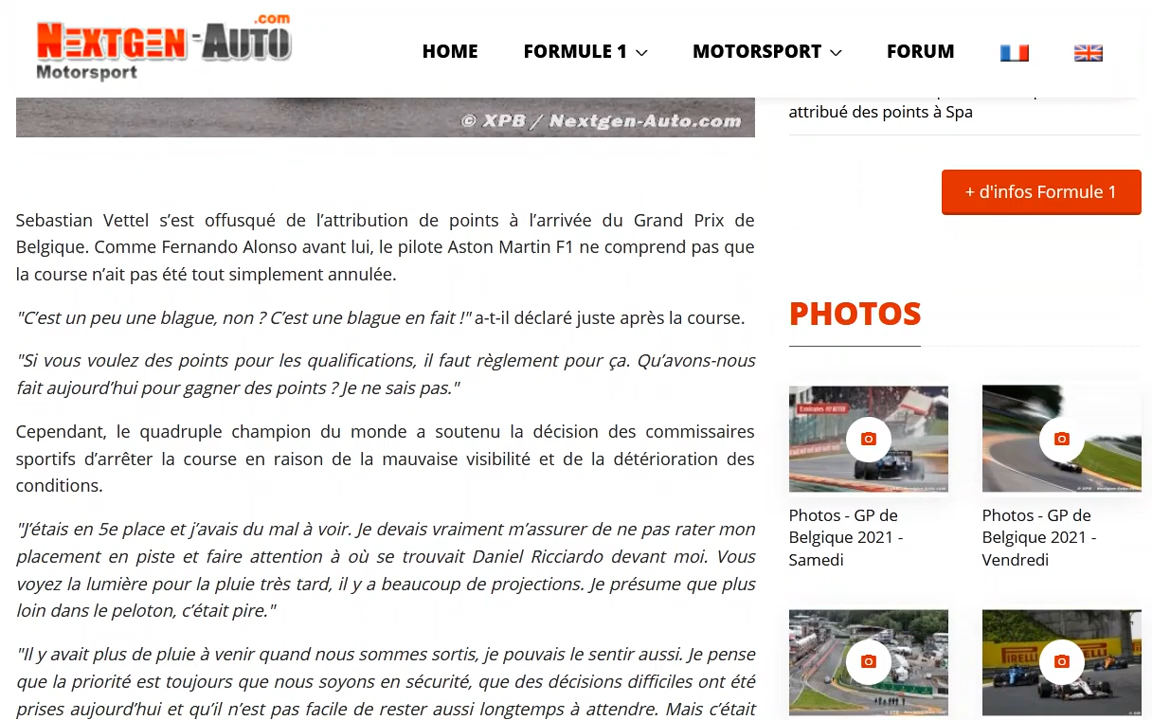 NEXTGEN-AUTO
.com
Motorsport
HOME
FORMULE 1
MOTORSPORT
FORUM
© XPB / Nextgen-Auto.com
attribué des points à Spa
+ d'infos Formule 1
Sebastian Vettel s’est offusqué de l’attribution de points à l’arrivée du Grand Prix de
Belgique. Comme Fernando Alonso avant lui, le pilote Aston Martin F1 ne comprend pas que
la course n’ait pas été tout simplement annulée.
"C’est un peu une blague, non ? C’est une blague en fait !" a-t-il déclaré juste après la course.
"Si vous voulez des points pour les qualifications, il faut règlement pour ça. Qu’avons-nous
fait aujourd’hui pour gagner des points ? Je ne sais pas."
Cependant, le quadruple champion du monde a soutenu la décision des commissaires
sportifs d’arrêter la course en raison de la mauvaise visibilité et de la détérioration des
conditions.
"J’étais en 5e place et j’avais du mal à voir. Je devais vraiment m’assurer de ne pas rater mon
placement en piste et faire attention à où se trouvait Daniel Ricciardo devant moi. Vous
voyez la lumière pour la pluie très tard, il y a beaucoup de projections. Je présume que plus
loin dans le peloton, c’était pire."
"Il y avait plus de pluie à venir quand nous sommes sortis, je pouvais le sentir aussi. Je pense
que la priorité est toujours que nous soyons en sécurité, que des décisions difficiles ont été
prises aujourd’hui et qu’il n’est pas facile de rester aussi longtemps à attendre. Mais c’était
PHOTOS
Emirates
Photos - GP de
Belgique 2021 -
Samedi
Photos - GP de
Belgique 2021 -
Vendredi
PIRELLI